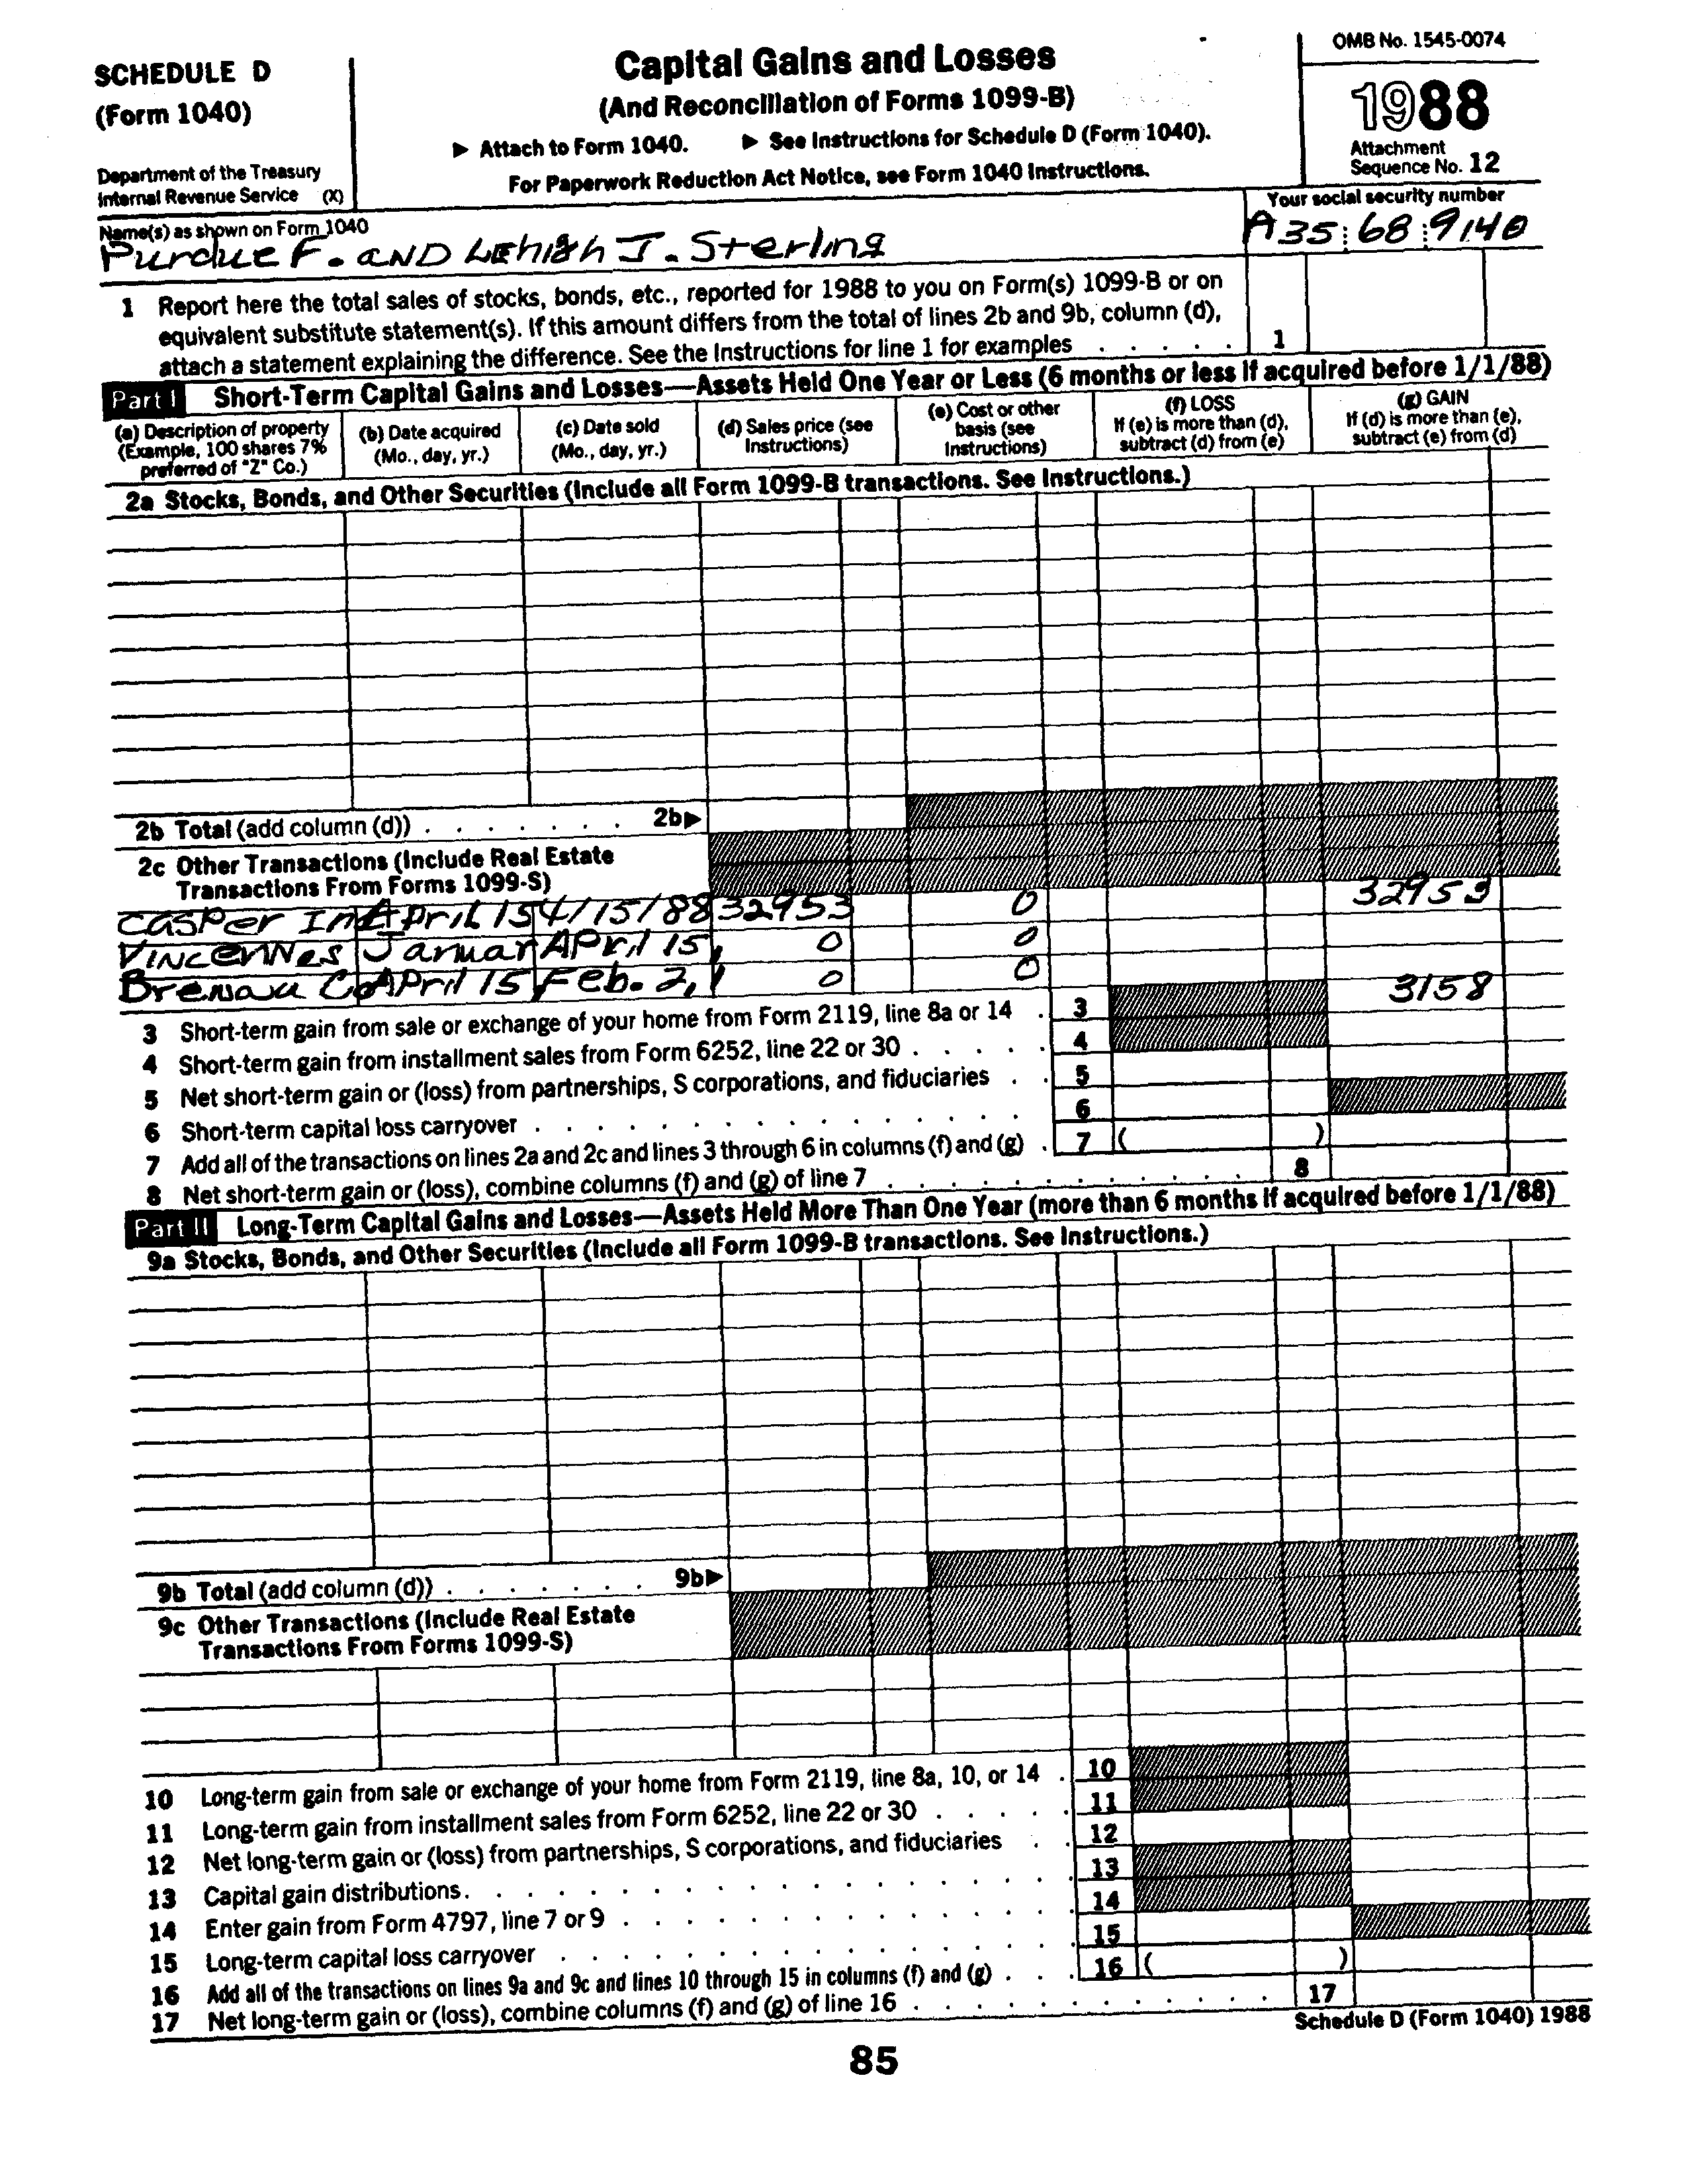 SCHEDULE D
(Form 1040)
Department of the Treasury
Internal Revenue Service (X)
Capital Gains and Losses
(And Reconciliation of Forms 1099-B)
▶ Attach to Form 1040. ▶ See Instructions for Schedule D (Form 1040).
For Paperwork Reduction Act Notice, see Form 1040 Instructions.
OMB No. 1545-0074
1988
Attachment
Sequence No. 12
Name(s) as shown on Form 1040
Purdue F. AND Lehigh J. Sterling
Your social security number
A35 68 9140
1 Report here the total sales of stocks, bonds, etc., reported for 1988 to you on Form(s) 1099-B or on
equivalent substitute statement(s). If this amount differs from the total of lines 2b and 9b, column (d),
attach a statement explaining the difference. See the Instructions for line 1 for examples . . . . . 1
Part I Short-Term Capital Gains and Losses—Assets Held One Year or Less (6 months or less if acquired before 1/1/88)
(a) Description of property
(Example, 100 shares 7%
preferred of "Z" Co.)
(b) Date acquired
(Mo., day, yr.)
(c) Date sold
(Mo., day, yr.)
(d) Sales price (see
Instructions)
(e) Cost or other
basis (see
Instructions)
(f) LOSS
If (e) is more than (d),
subtract (d) from (e)
(g) GAIN
If (d) is more than (e),
subtract (e) from (d)
2a Stocks, Bonds, and Other Securities (Include all Form 1099-B transactions. See Instructions.)
2b Total (add column (d)) . . . . . . . 2b▶
2c Other Transactions (Include Real Estate
Transactions From Forms 1099-S)
Casper In April 15 4/15/88 32953 0 32953
Vincennes Januar April 15, 0 0
Brenau Co April 15 Feb. 2, 1 0 0 3158
3 Short-term gain from sale or exchange of your home from Form 2119, line 8a or 14 . 3
4 Short-term gain from installment sales from Form 6252, line 22 or 30 . . . . . 4
5 Net short-term gain or (loss) from partnerships, S corporations, and fiduciaries . . 5
6 Short-term capital loss carryover . . . . . . . . . . . . . . . 6
7 Add all of the transactions on lines 2a and 2c and lines 3 through 6 in columns (f) and (g) . 7 ( )
8 Net short-term gain or (loss), combine columns (f) and (g) of line 7 . . . . . . . . . . . 8
Part II Long-Term Capital Gains and Losses—Assets Held More Than One Year (more than 6 months if acquired before 1/1/88)
9a Stocks, Bonds, and Other Securities (Include all Form 1099-B transactions. See Instructions.)
9b Total (add column (d)) . . . . . . . 9b▶
9c Other Transactions (Include Real Estate
Transactions From Forms 1099-S)
10 Long-term gain from sale or exchange of your home from Form 2119, line 8a, 10, or 14 . 10
11 Long-term gain from installment sales from Form 6252, line 22 or 30 . . . . . 11
12 Net long-term gain or (loss) from partnerships, S corporations, and fiduciaries . . 12
13 Capital gain distributions. . . . . . . . . . . . . . . . . . 13
14 Enter gain from Form 4797, line 7 or 9 . . . . . . . . . . . . . 14
15 Long-term capital loss carryover . . . . . . . . . . . . . . . 15
16 Add all of the transactions on lines 9a and 9c and lines 10 through 15 in columns (f) and (g) . . . 16 ( )
17 Net long-term gain or (loss), combine columns (f) and (g) of line 16 . . . . . . . . . . . 17
Schedule D (Form 1040) 1988
85